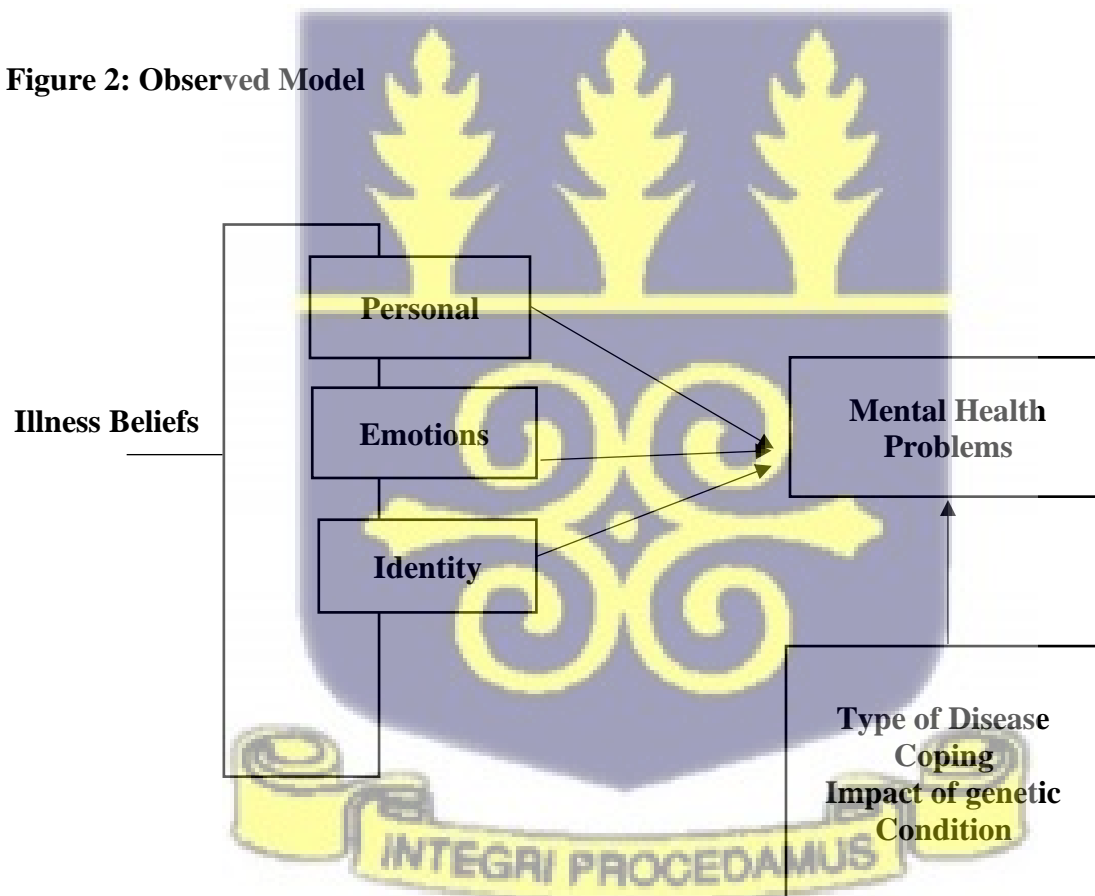 Figure 2: Observed Model
Personal
Illness Beliefs
Emotions
Identity
Mental Health
Problems
Type of Disease
Coping
Impact of genetic
Condition
INTEGRI PROCEDAMUS